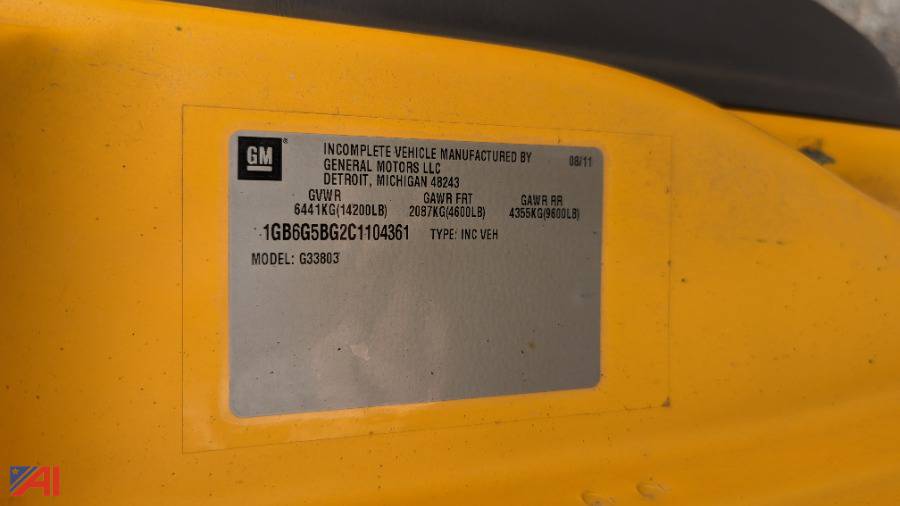 GM
INCOMPLETE VEHICLE MANUFACTURED BY 08/11
GENERAL MOTORS LLC
DETROIT, MICHIGAN 48243
GVWR GAWR FRT GAWR RR
6441KG(14200LB) 2087KG(4600LB) 4355KG(9600LB)
1GB6G5BG2C1104361 TYPE: INC VEH
MODEL: G33803
AI